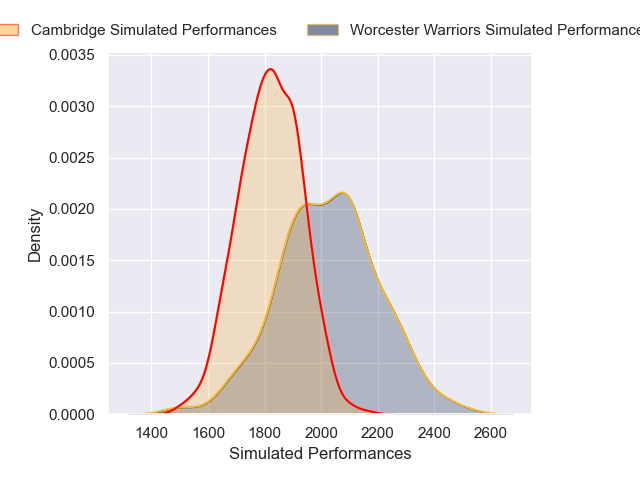 Cambridge Simulated Performances Worcester Warriors Simulated Performance
0.0035
0.0030
0.0025
0.0020
0.0015
0.0010
0.0005
0.0000
Density
1400 1600 1800 2000 2200 2400 2600
Simulated Performances